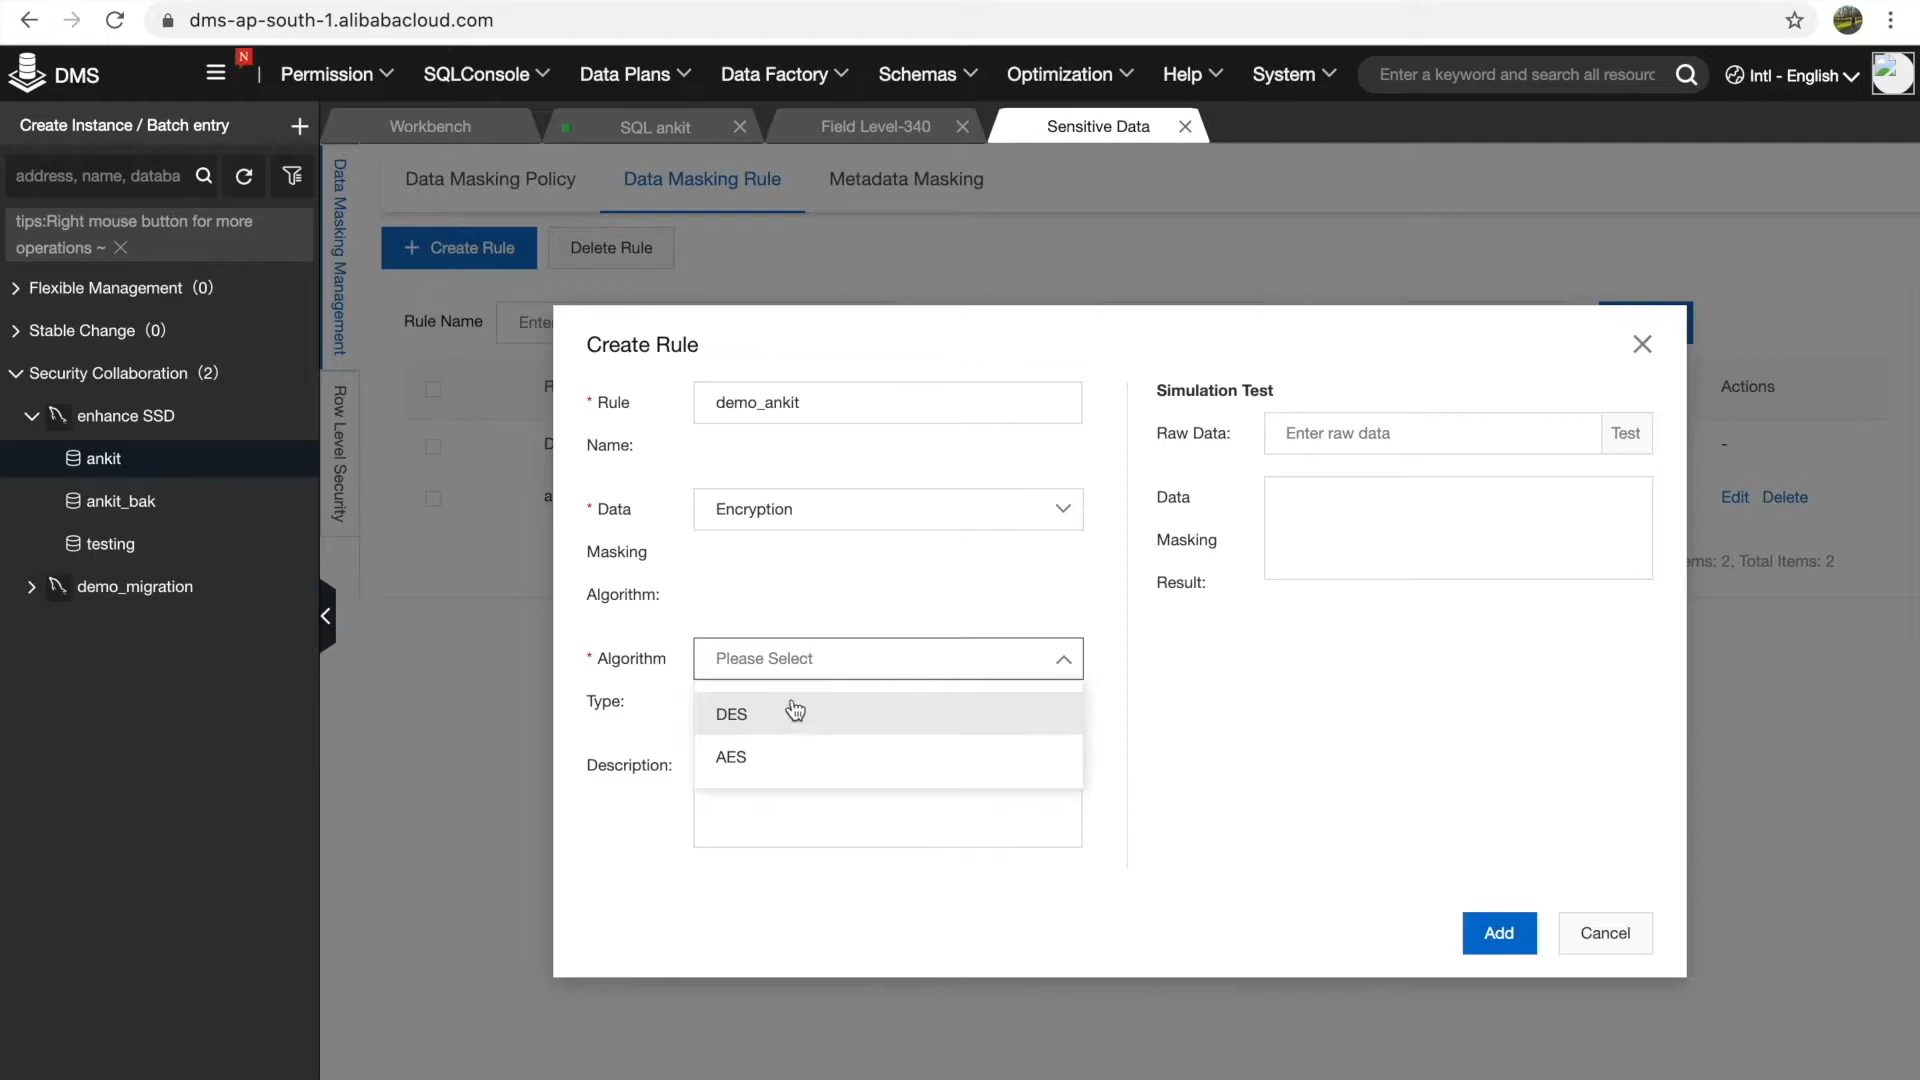 dms-ap-south-1.alibabacloud.com
DMS
N
Permission
SQLConsole
Data Plans
Data Factory
Schemas
Optimization
Help
System
Enter a keyword and search all resourc
Intl - English
Create Instance / Batch entry
Workbench
SQL ankit
Field Level-340
Sensitive Data
address, name, databa
tips:Right mouse button for more
operations ~
Flexible Management (0)
Stable Change (0)
Security Collaboration (2)
enhance SSD
ankit
ankit_bak
testing
demo_migration
Data Masking Management
Row Level Security
Data Masking Policy
Data Masking Rule
Metadata Masking
Create Rule
Delete Rule
Rule Name
Enter
R
D
a
Actions
-
Edit
Delete
ems: 2, Total Items: 2
Create Rule
* Rule
Name:
demo_ankit
* Data
Masking
Algorithm:
Encryption
* Algorithm
Type:
Please Select
DES
AES
Description:
Simulation Test
Raw Data:
Enter raw data
Test
Data
Masking
Result:
Add
Cancel